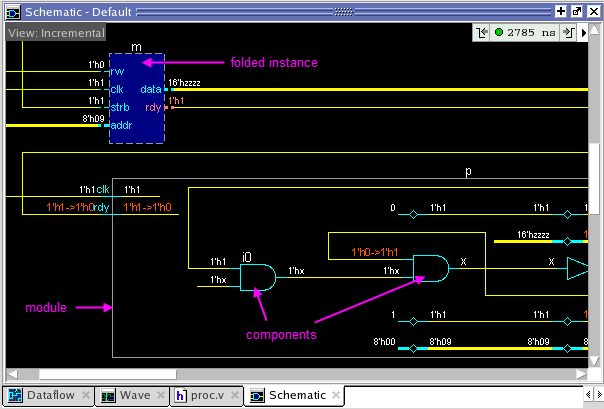 Schematic - Default
View: Incremental
2785 ns
m
folded instance
1'h0
rw
1'h1
clk
data
16'hzzzz
1'h1
strb
rdy
1'h1
8'h09
addr
p
1'h1 clk
1'h1
1'h1->1'h0 rdy
1'h1->1'h0
0
1'h1
1'h1
1
16'hzzzz
1
1'h0->1'h1
i0
1'h1
1'hx
1'hx
1'hx
X
X
module
components
1
1'h1
1'h1
1
8'h00
8'h09
8'h09
8
Dataflow
Wave
h proc.v
Schematic